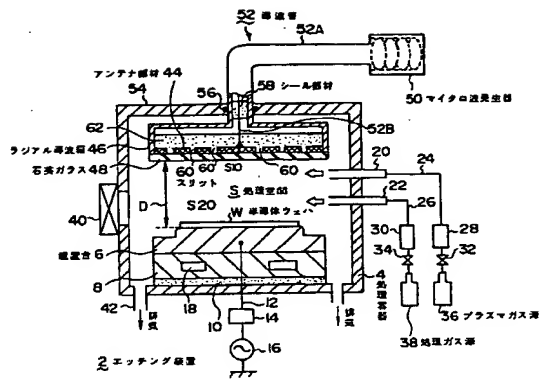 52 導波管
52A
アンテナ部材 44
54
56
58 シール部材
50 マイクロ波発生器
62
52B
ラジアル導波箱 46
石英ガラス 48
60 60 S10 60
スリット
S 処理空間
20
24
22
26
40
D
S20
W 半導体ウェハ
28
30
34
32
載置台 6
8
4 処理容器
42
18
10
12
14
16
排気
排気
36 プラズマガス源
38 処理ガス源
2 エッチング装置